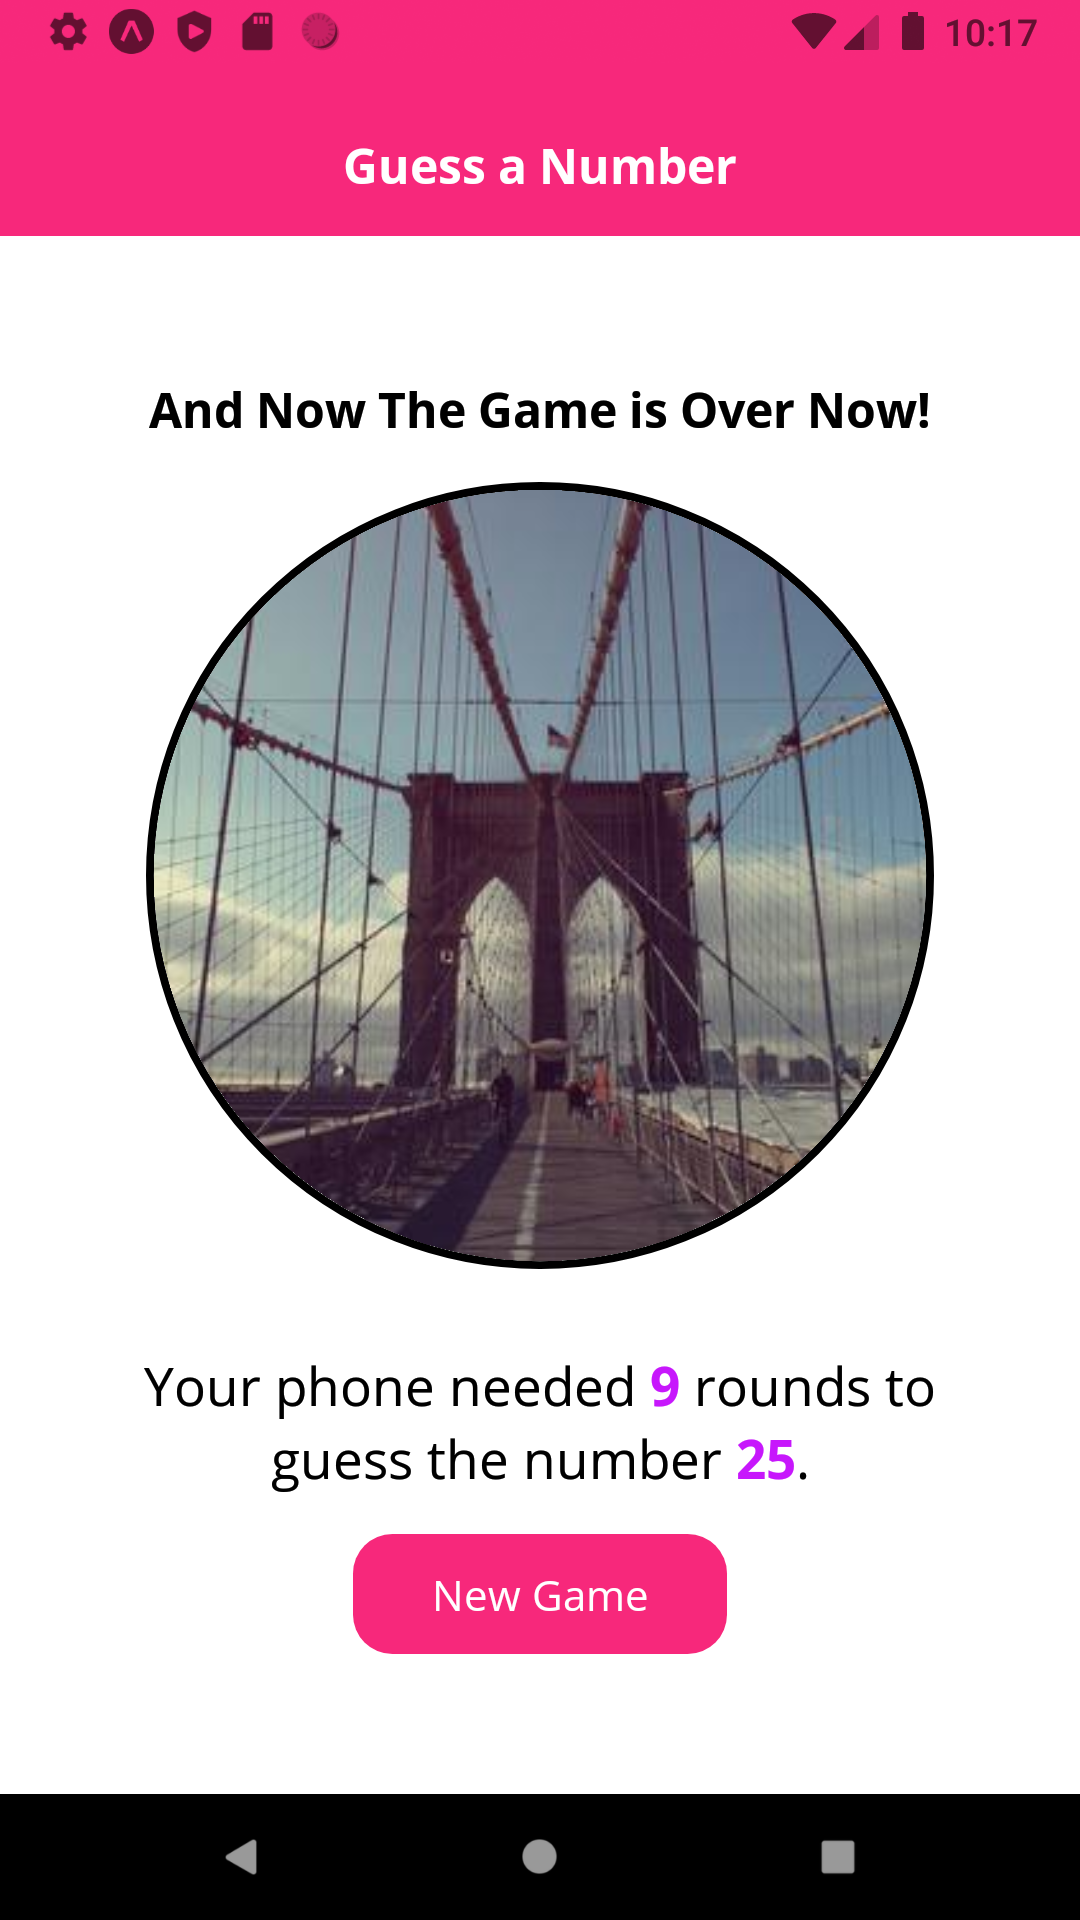 10:17
Guess a Number
And Now The Game is Over Now!
Your phone needed 9 rounds to
guess the number 25.
New Game